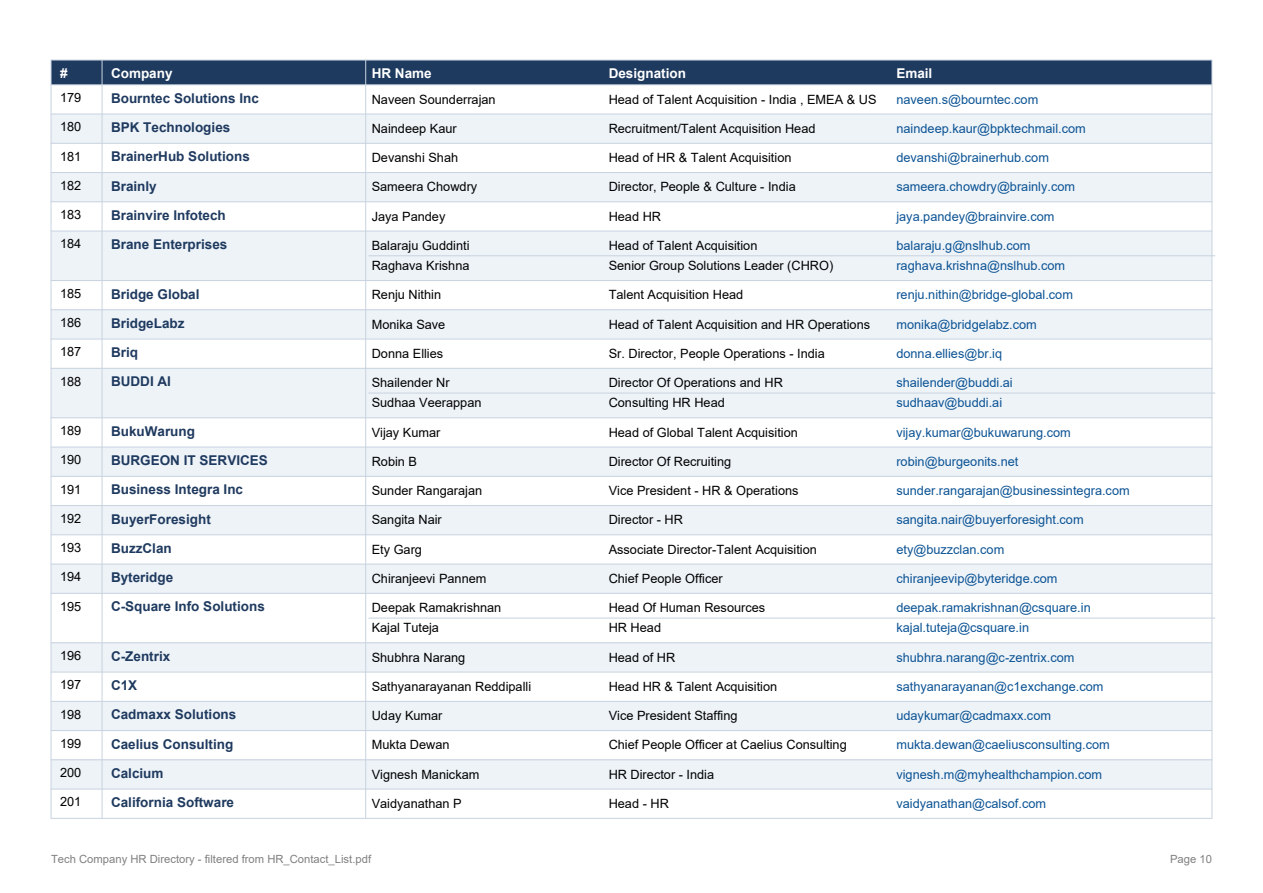 # Company HR Name Designation Email
179 Bourntec Solutions Inc Naveen Sounderrajan Head of Talent Acquisition - India , EMEA & US naveen.s@bourntec.com
180 BPK Technologies Naindeep Kaur Recruitment/Talent Acquisition Head naindeep.kaur@bpktechmail.com
181 BrainerHub Solutions Devanshi Shah Head of HR & Talent Acquisition devanshi@brainerhub.com
182 Brainly Sameera Chowdry Director, People & Culture - India sameera.chowdry@brainly.com
183 Brainvire Infotech Jaya Pandey Head HR jaya.pandey@brainvire.com
184 Brane Enterprises Balaraju Guddinti Head of Talent Acquisition balaraju.g@nslhub.com
Raghava Krishna Senior Group Solutions Leader (CHRO) raghava.krishna@nslhub.com
185 Bridge Global Renju Nithin Talent Acquisition Head renju.nithin@bridge-global.com
186 BridgeLabz Monika Save Head of Talent Acquisition and HR Operations monika@bridgelabz.com
187 Briq Donna Ellies Sr. Director, People Operations - India donna.ellies@br.iq
188 BUDDI AI Shailender Nr Director Of Operations and HR shailender@buddi.ai
Sudhaa Veerappan Consulting HR Head sudhaav@buddi.ai
189 BukuWarung Vijay Kumar Head of Global Talent Acquisition vijay.kumar@bukuwarung.com
190 BURGEON IT SERVICES Robin B Director Of Recruiting robin@burgeonits.net
191 Business Integra Inc Sunder Rangarajan Vice President - HR & Operations sunder.rangarajan@businessintegra.com
192 BuyerForesight Sangita Nair Director - HR sangita.nair@buyerforesight.com
193 BuzzClan Ety Garg Associate Director-Talent Acquisition ety@buzzclan.com
194 Byteridge Chiranjeevi Pannem Chief People Officer chiranjeevip@byteridge.com
195 C-Square Info Solutions Deepak Ramakrishnan Head Of Human Resources deepak.ramakrishnan@csquare.in
Kajal Tuteja HR Head kajal.tuteja@csquare.in
196 C-Zentrix Shubhra Narang Head of HR shubhra.narang@c-zentrix.com
197 C1X Sathyanarayanan Reddipalli Head HR & Talent Acquisition sathyanarayanan@c1exchange.com
198 Cadmaxx Solutions Uday Kumar Vice President Staffing udaykumar@cadmaxx.com
199 Caelius Consulting Mukta Dewan Chief People Officer at Caelius Consulting mukta.dewan@caeliusconsulting.com
200 Calcium Vignesh Manickam HR Director - India vignesh.m@myhealthchampion.com
201 California Software Vaidyanathan P Head - HR vaidyanathan@calsof.com
Tech Company HR Directory - filtered from HR_Contact_List.pdf Page 10